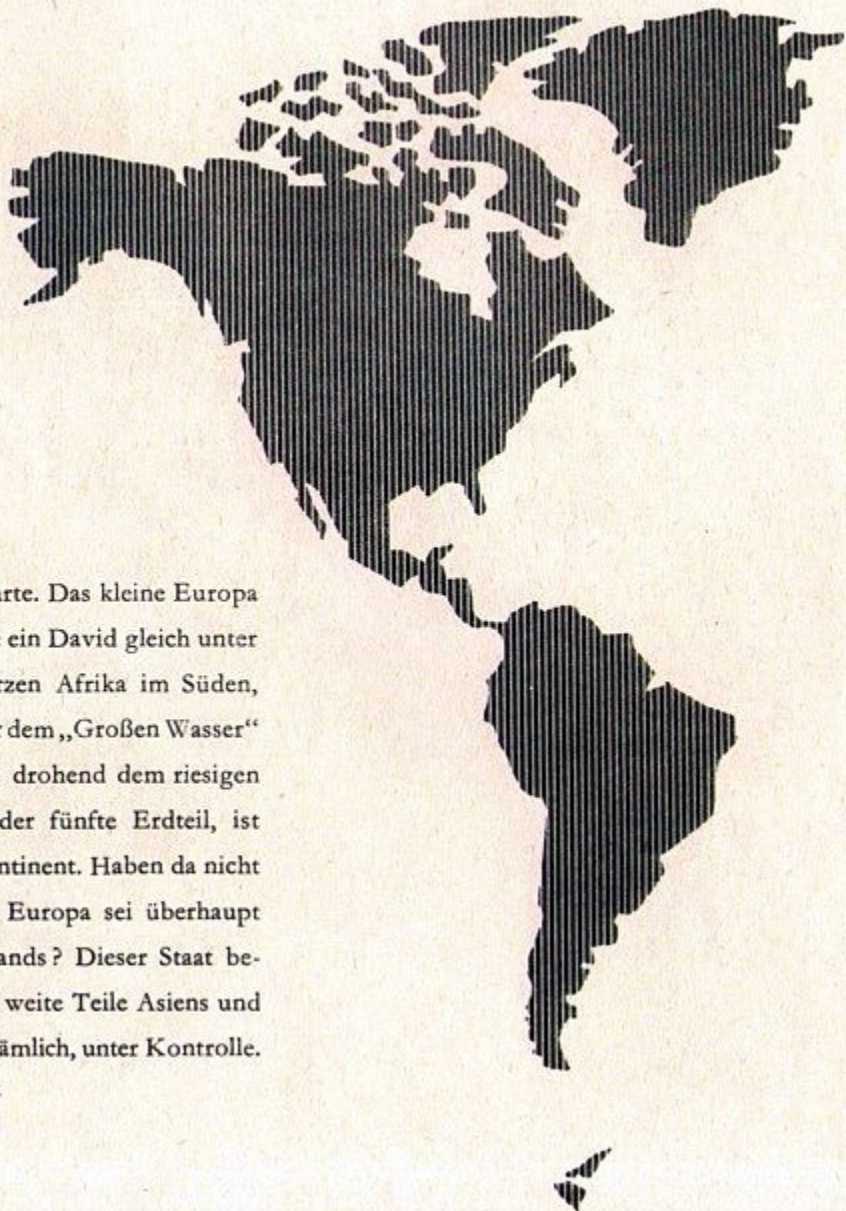 arte. Das kleine Europa
ein David gleich unter
rzen Afrika im Süden,
r dem „Großen Wasser“
drohend dem riesigen
der fünfte Erdteil, ist
ntinent. Haben da nicht
Europa sei überhaupt
ands? Dieser Staat be-
weite Teile Asiens und
ämlich, unter Kontrolle.